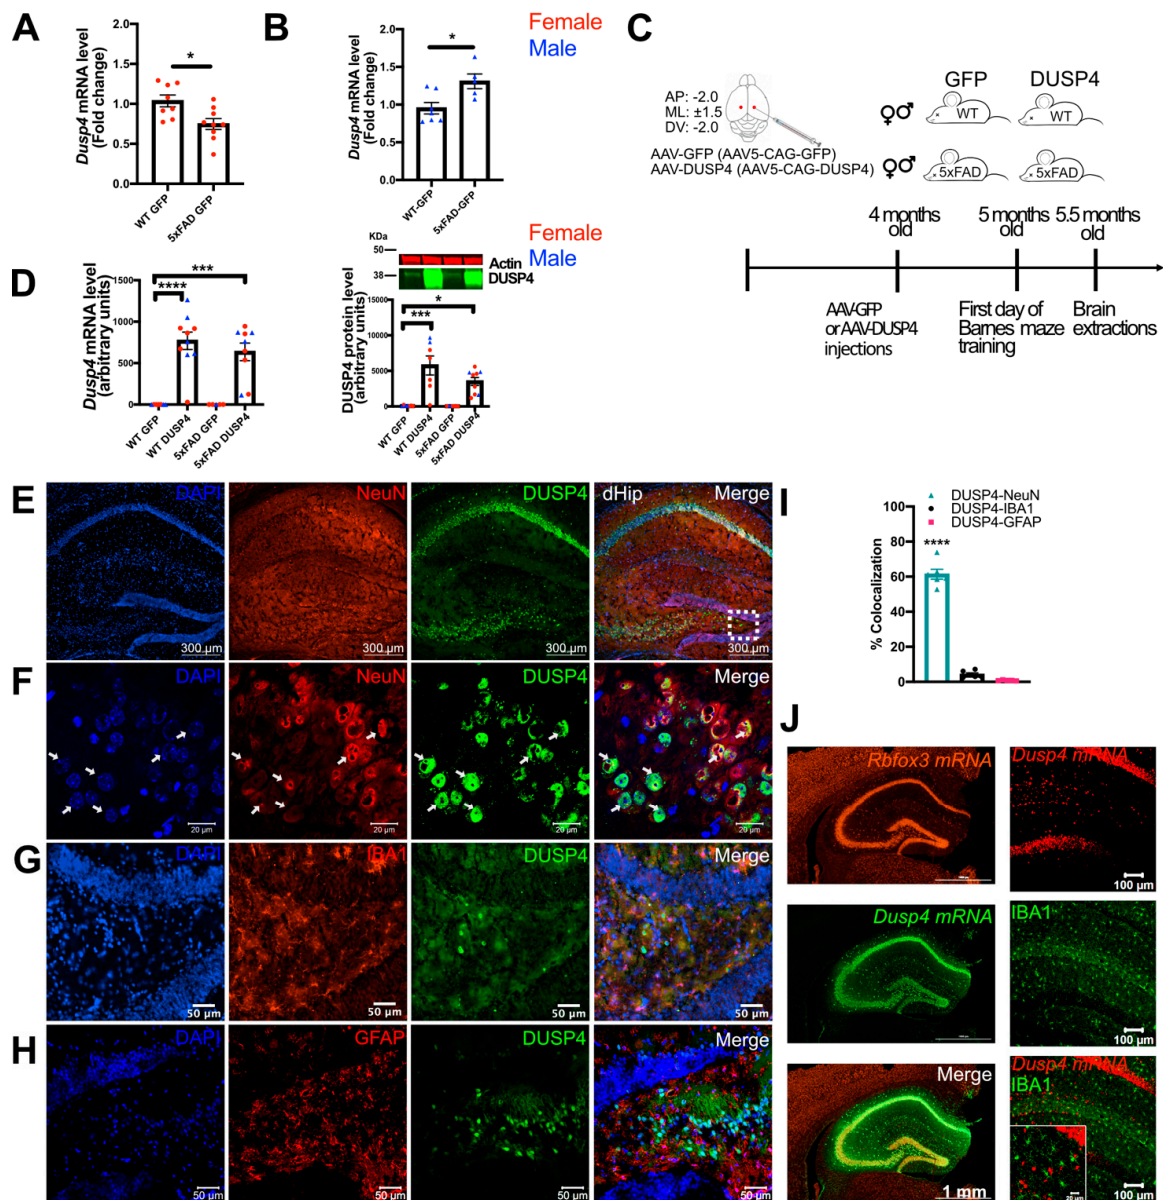 A
Dusp4 mRNA level
(Fold change)
2.0
1.5
1.0
0.5
0.0
*
WT GFP
5xFAD GFP
B
Dusp4 mRNA level
(Fold change)
2.0
1.5
1.0
0.5
0.0
*
WT-GFP
5xFAD-GFP
Female
Male
C
AP: -2.0
ML: ±1.5
DV: -2.0
AAV-GFP (AAV5-CAG-GFP)
AAV-DUSP4 (AAV5-CAG-DUSP4)
GFP
DUSP4
♀♂
WT
WT
♀♂
5xFAD
5xFAD
4 months
old
5 months
old
5.5 months
old
AAV-GFP
or AAV-DUSP4
injections
First day of
Barnes maze
training
Brain
extractions
D
Dusp4 mRNA level
(arbitrary units)
1500
1000
500
0
****
***
WT GFP
WT DUSP4
5xFAD GFP
5xFAD DUSP4
KDa
50
38
Actin
DUSP4
Female
Male
DUSP4 protein level
(arbitrary units)
15000
10000
5000
0
***
*
WT GFP
WT DUSP4
5xFAD GFP
5xFAD DUSP4
E
DAPI
NeuN
DUSP4
dHip
Merge
300 µm
300 µm
300 µm
300 µm
F
DAPI
NeuN
DUSP4
Merge
20 µm
20 µm
20 µm
20 µm
G
DAPI
IBA1
DUSP4
Merge
50 µm
50 µm
50 µm
50 µm
H
DAPI
GFAP
DUSP4
Merge
50 µm
50 µm
50 µm
50 µm
I
DUSP4-NeuN
DUSP4-IBA1
DUSP4-GFAP
% Colocalization
100
80
60
40
20
0
****
J
Rbfox3 mRNA
Dusp4 mRNA
100 µm
Dusp4 mRNA
IBA1
100 µm
Merge
1 mm
Dusp4 mRNA
IBA1
20 µm
100 µm